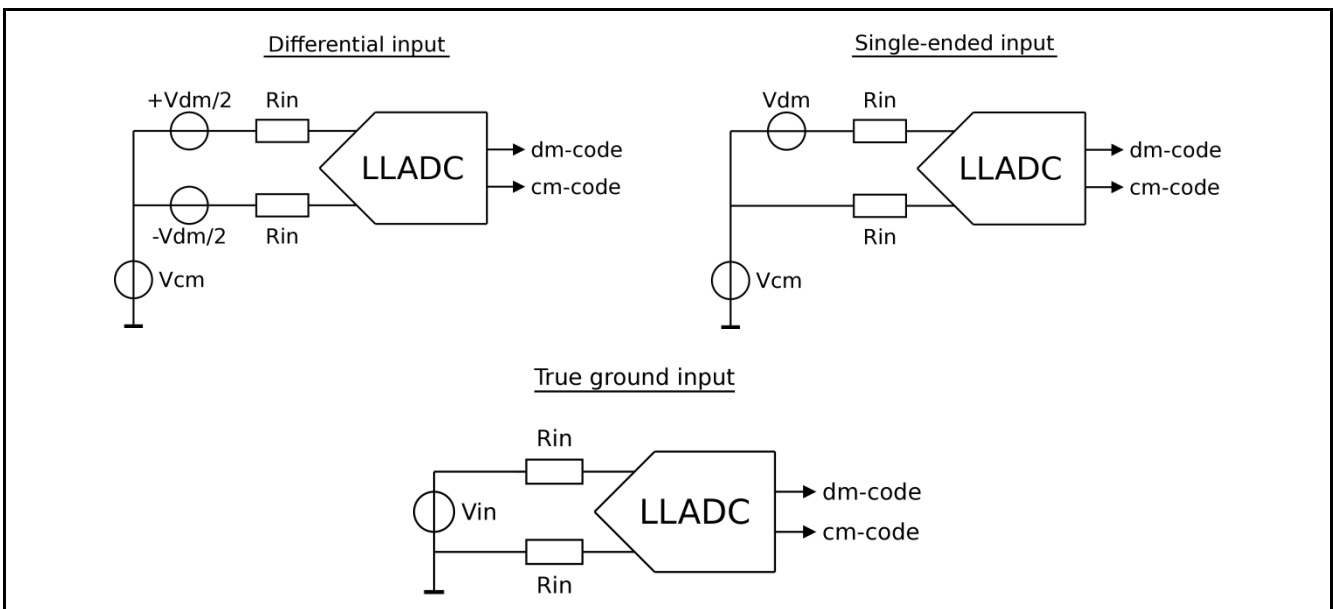 Differential input
+Vdm/2 Rin
LLADC
dm-code
cm-code
-Vdm/2 Rin
Vcm
Single-ended input
Vdm Rin
LLADC
dm-code
cm-code
Rin
Vcm
True ground input
Rin
Vin
LLADC
dm-code
cm-code
Rin